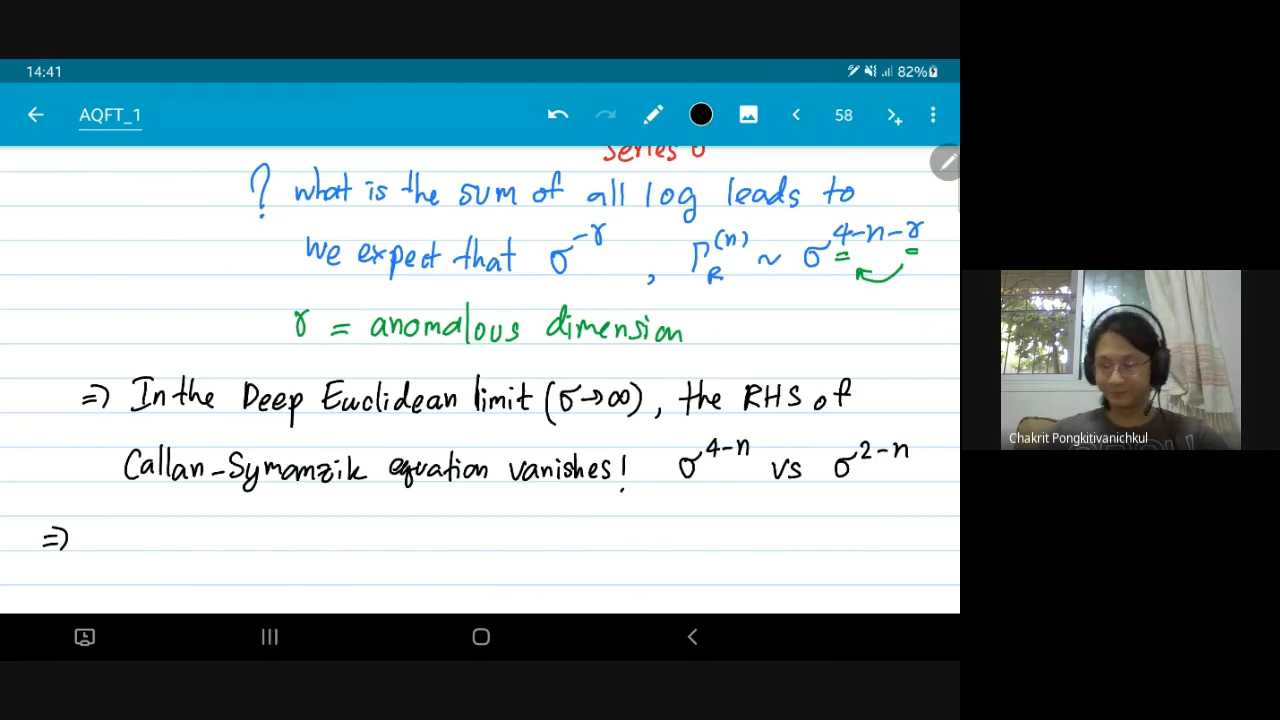 14:41
82%
AQFT_1
58
series
? what is the sum of all log leads to
we expect that σ^{-γ} , Γ_R^{(n)} ~ σ^{4-n-γ}
γ = anomalous dimension
⇒ In the Deep Euclidean limit (σ→∞), the RHS of
Callan-Symanzik equation vanishes! σ^{4-n} vs σ^{2-n}
⇒
Chakrit Pongkitivanichkul